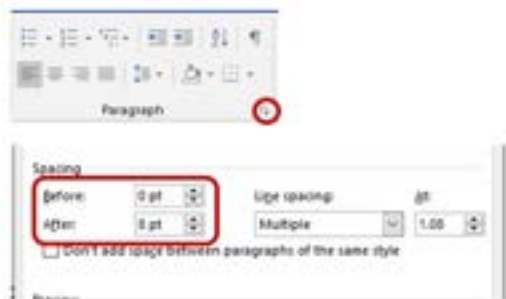 Paragraph
Spacing
Before: 0 pt Line spacing: At:
After: 8 pt Multiple 1.08
Don't add space between paragraphs of the same style
Preview